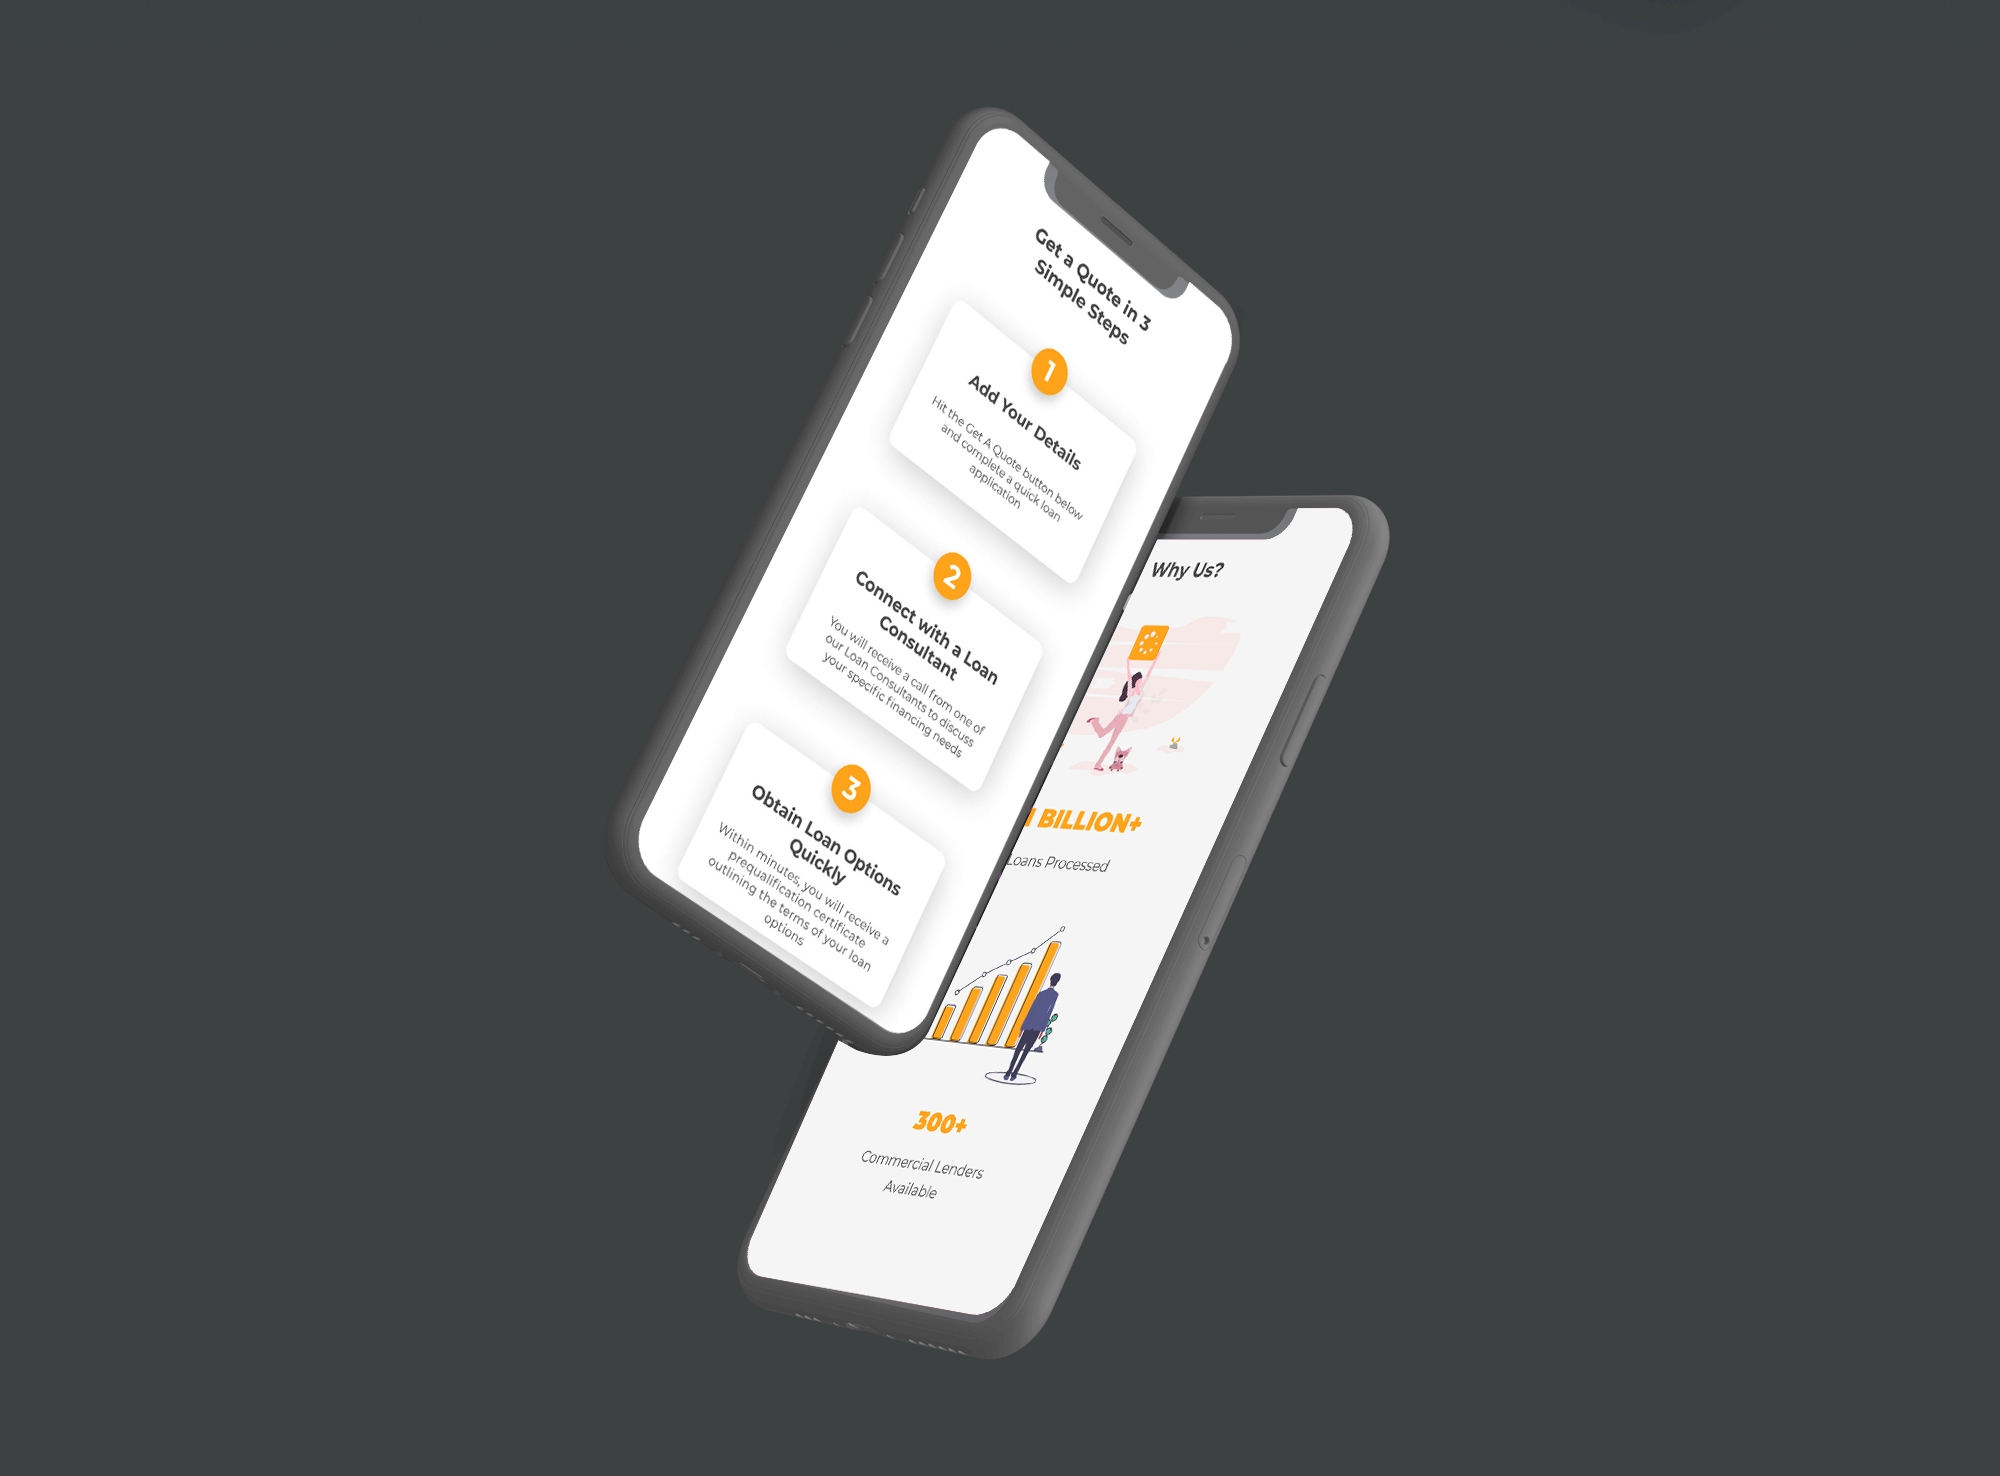 Get a Quote in 3
Simple Steps
1
Add Your Details
Hit the Get A Quote button below
and complete a quick loan
application
2
Connect with a Loan
Consultant
You will receive a call from one of
our Loan Consultants to discuss
your specific financing needs
3
Obtain Loan Options
Quickly
Within minutes, you will receive a
prequalification certificate
outlining the terms of your loan
options
Why Us?
BILLION+
Loans Processed
300+
Commercial Lenders
Available